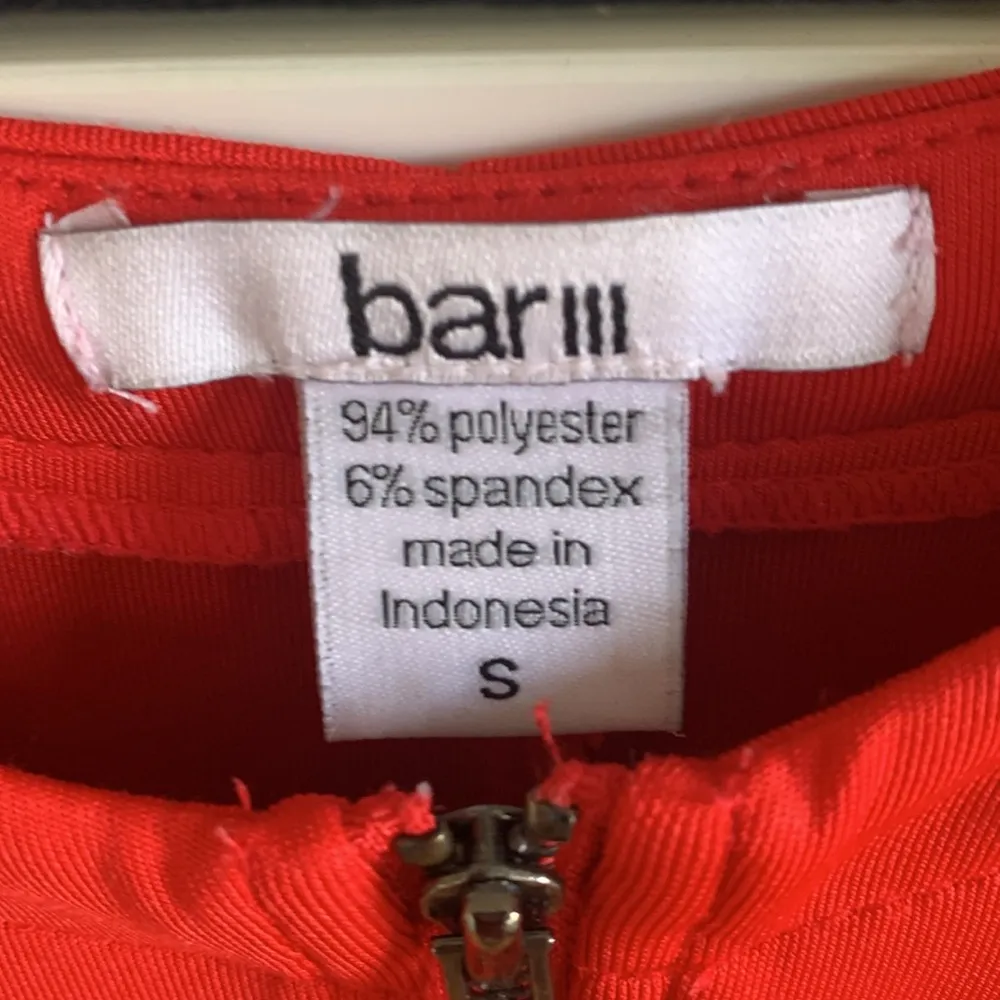 bar III
94% polyester
6% spandex
made in
Indonesia
S